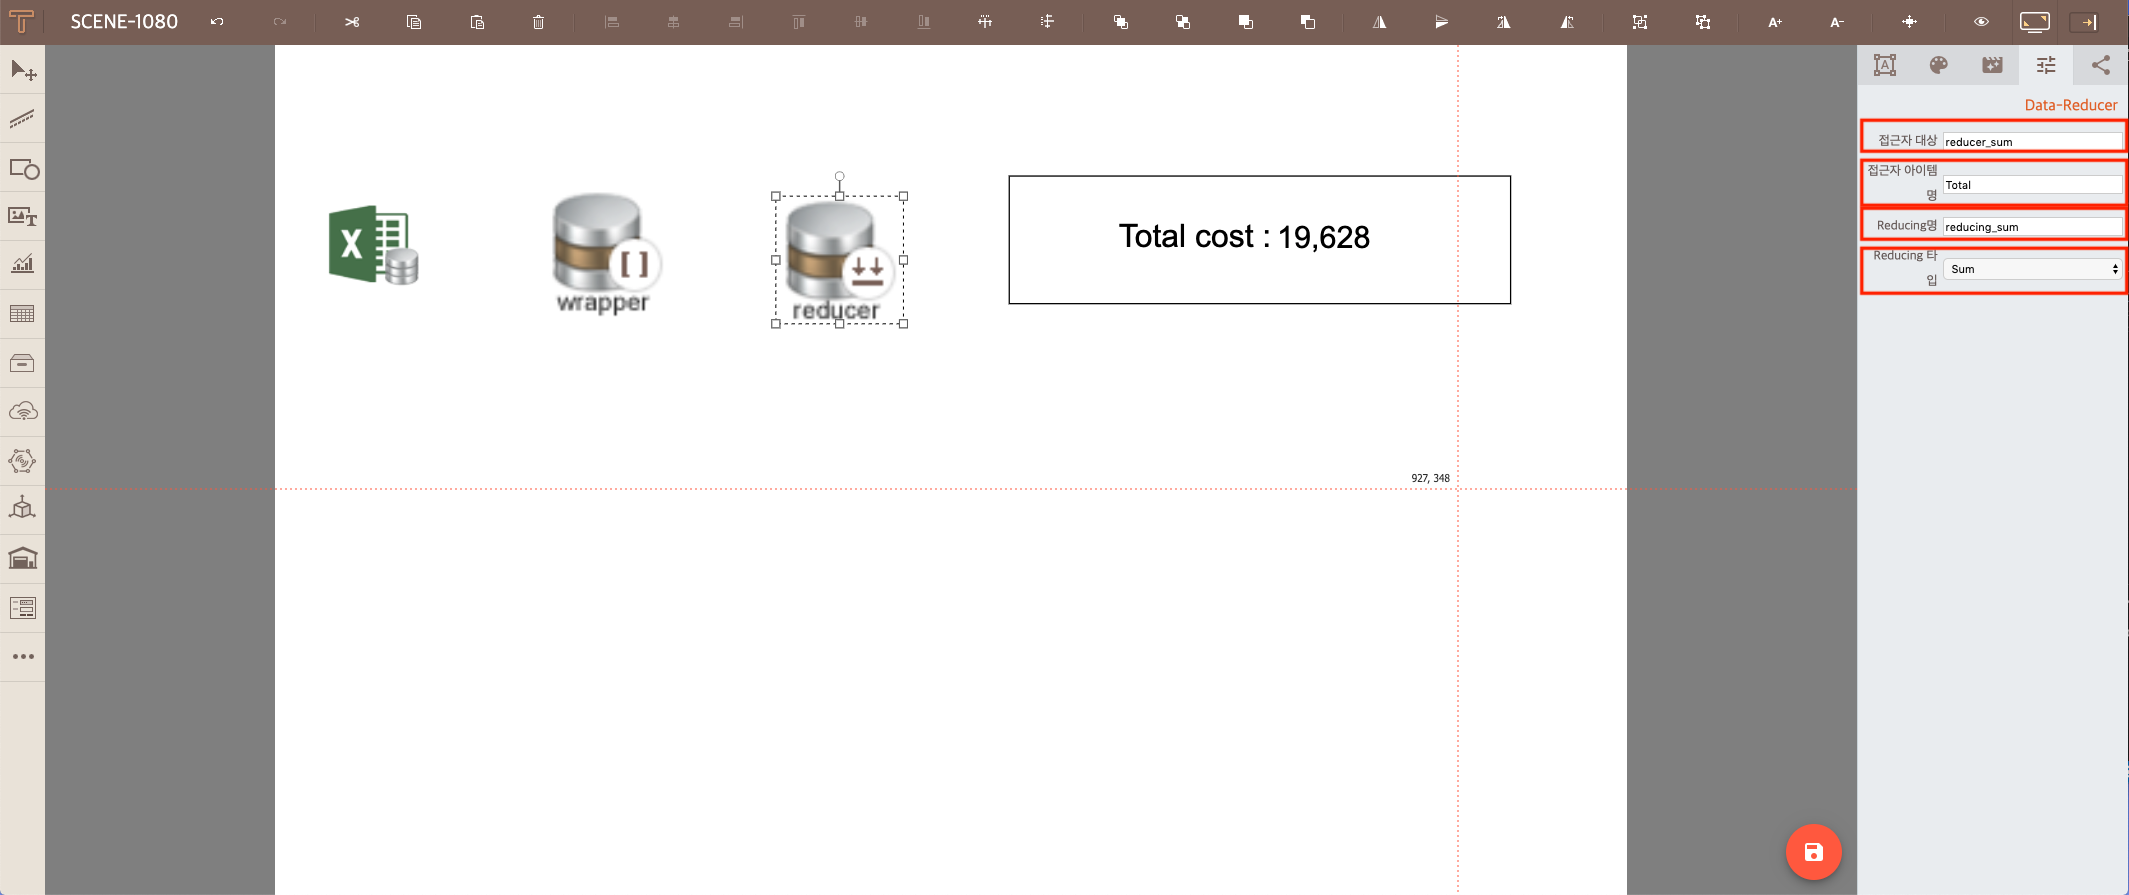 SCENE-1080
A+
A-
A
Data-Reducer
접근자 대상
reducer_sum
접근자 아이템
명
Total
Reducing명
reducing_sum
Reducing 타
입
Sum
X
[ ]
wrapper
reducer
Total cost : 19,628
927, 348